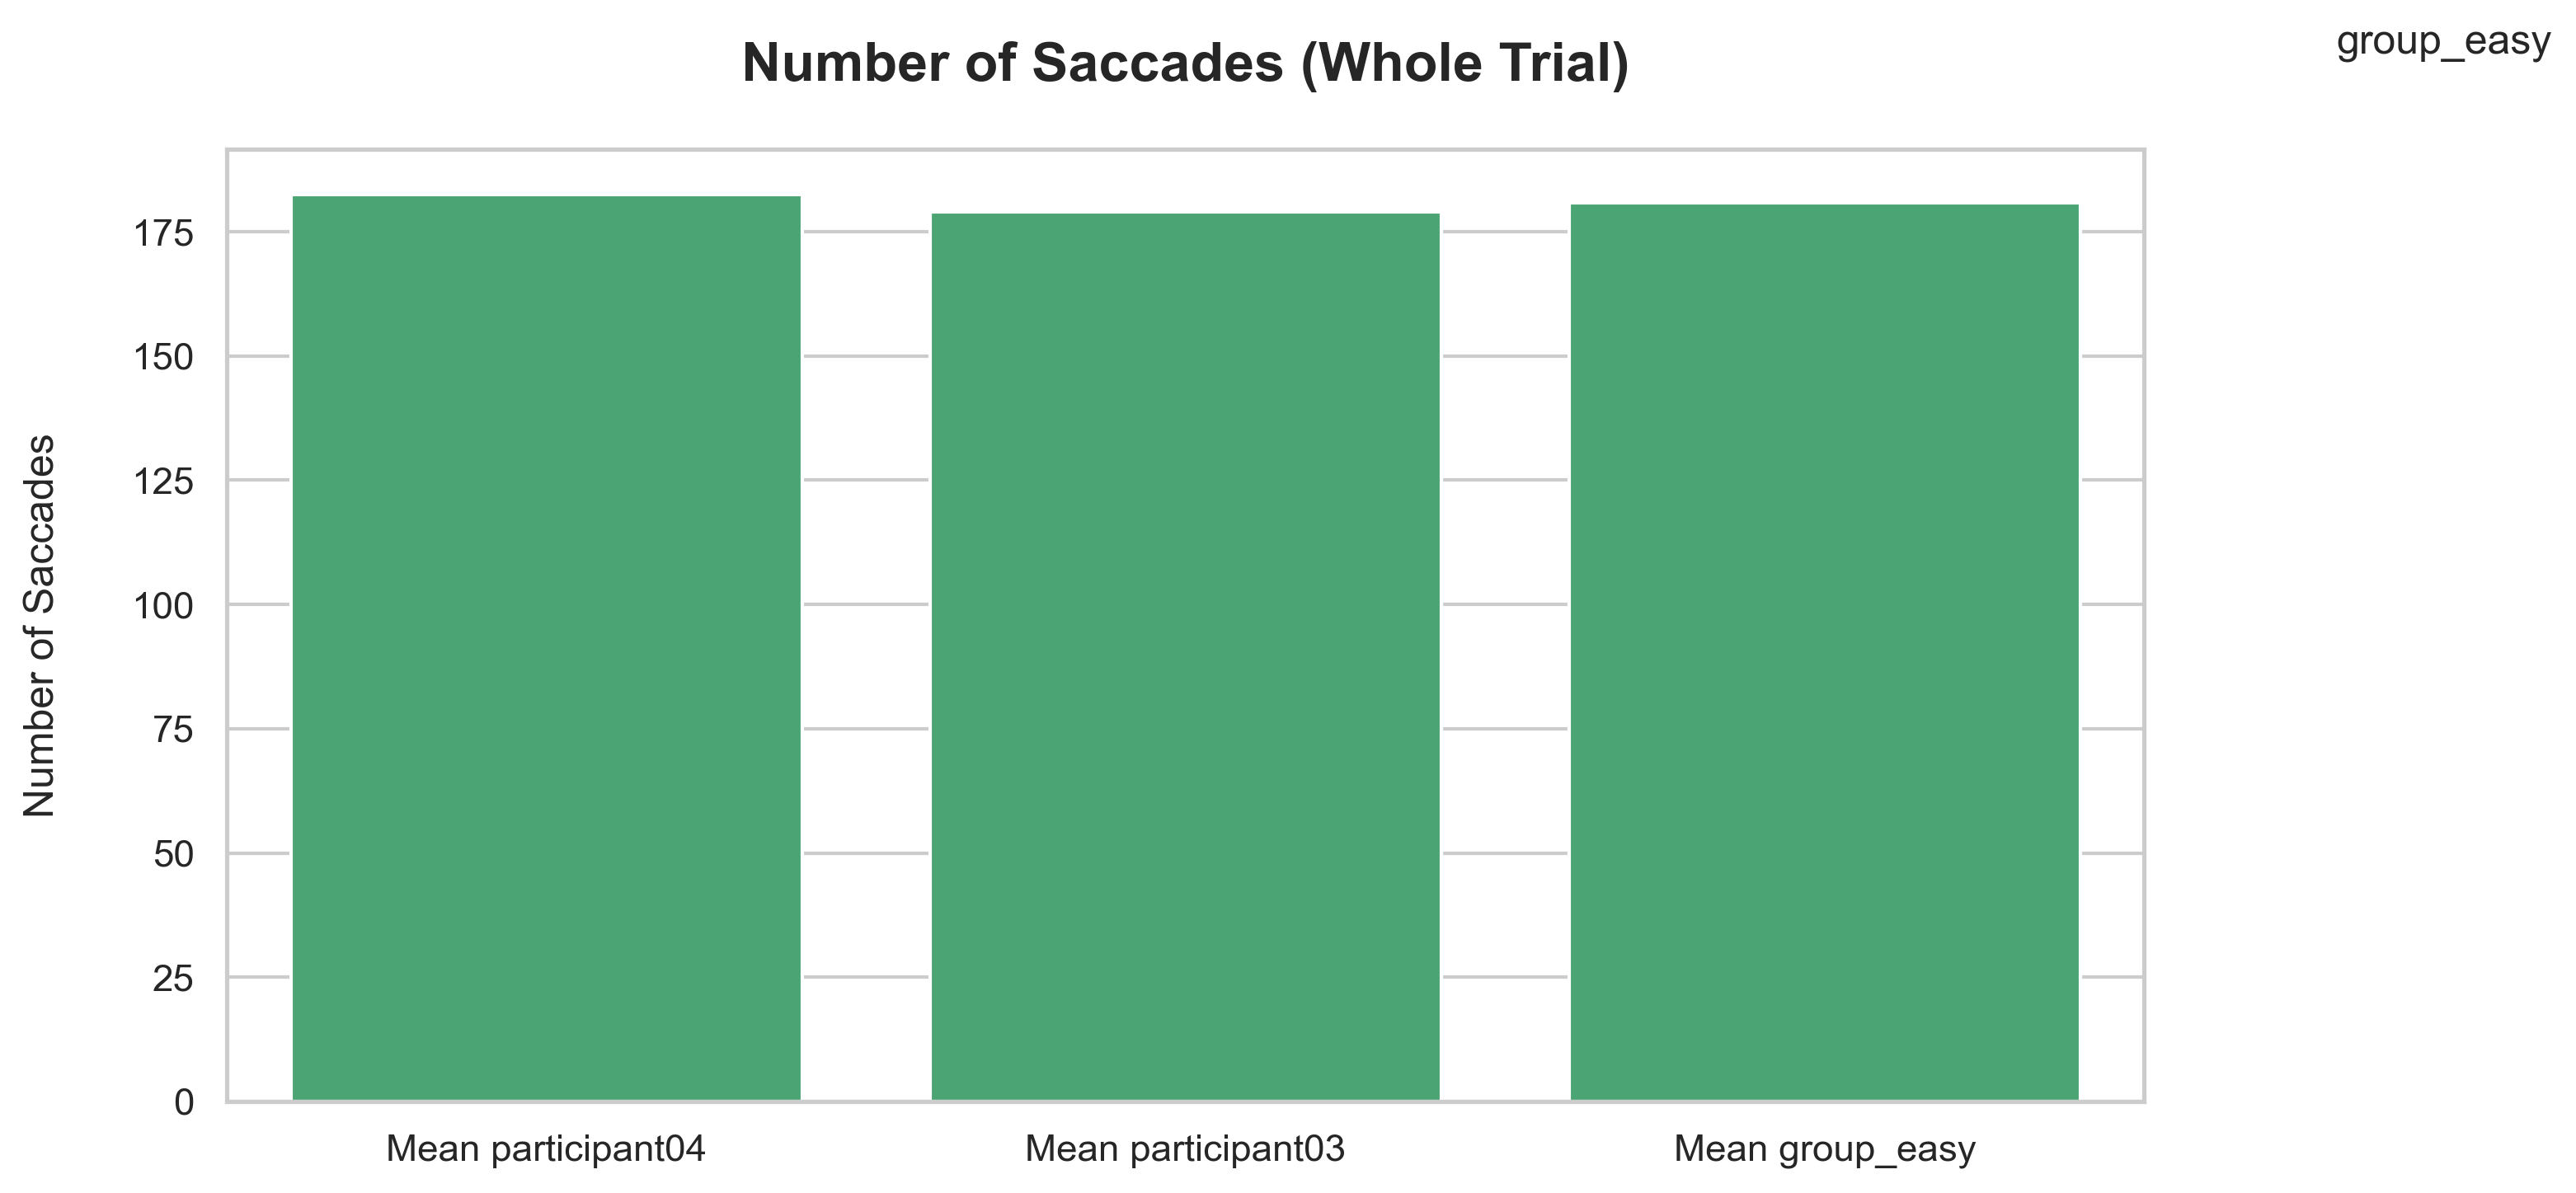 group_easy
Number of Saccades (Whole Trial)
Number of Saccades
175
150
125
100
75
50
25
0
Mean participant04
Mean participant03
Mean group_easy